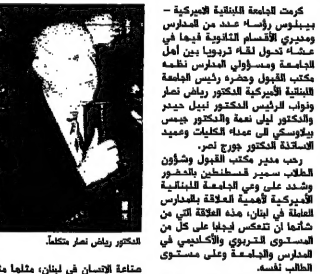 كرمت الجامعة اللبنانية الاميركية -
بيبلوس رؤساء عدد من المدارس
ومديري الأقسام الثانوية فيها في
عشاء تحول لقاء تربويا بين أهل
الجامعة ومسؤولي المدارس نظمه
مكتب القبول وحضره رئيس الجامعة
اللبنانية الأميركية الدكتور رياض نصار
ونواب الرئيس الدكتور نبيل حيدر
والدكتور ليلى نعمة والدكتور جيمس
بيلاوسكي الى عمداء الكليات وعميد
الاساتذة الدكتور جورج نصر.
رحب مدير مكتب القبول وشؤون
الطلاب سمير قسطنطين بالحضور
وشدد على وعي الجامعة اللبنانية
الأميركية لأهمية العلاقة بالمدارس
العاملة في لبنان، هذه العلاقة التي من
شأنها ان تنعكس ايجابا على كل من
المستوى التربوي والأكاديمي في
المدارس والجامعة وعلى مستوى
الطالب نفسه.
الدكتور رياض نصار متكلماً.
صناعة الإنسان في لبنان، مثلها